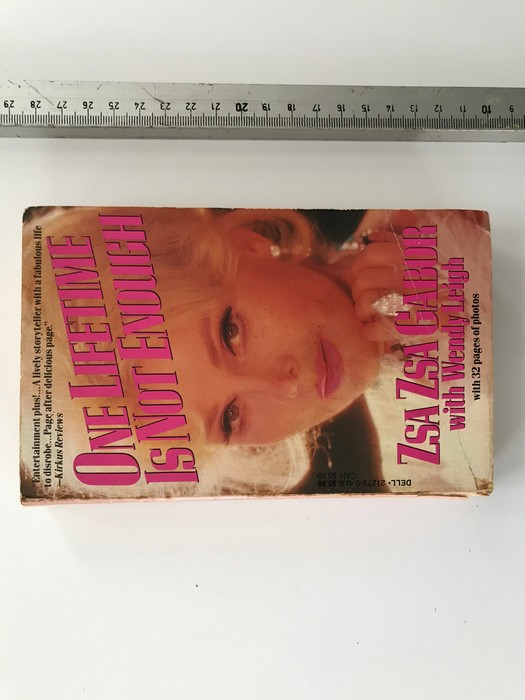 29 28 27 26 25 24 23 22 21 20 19 18 17 16 15 14 13 12 11 10 9
"Entertainment plus!...A lively storyteller with a fabulous life
to disrobe...Page after delicious page."
—Kirkus Reviews
ONE LIFETIME
IS NOT ENOUGH
ZSA ZSA GABOR
with Wendy Leigh
with 32 pages of photos
DELL • U.S.
CAN.